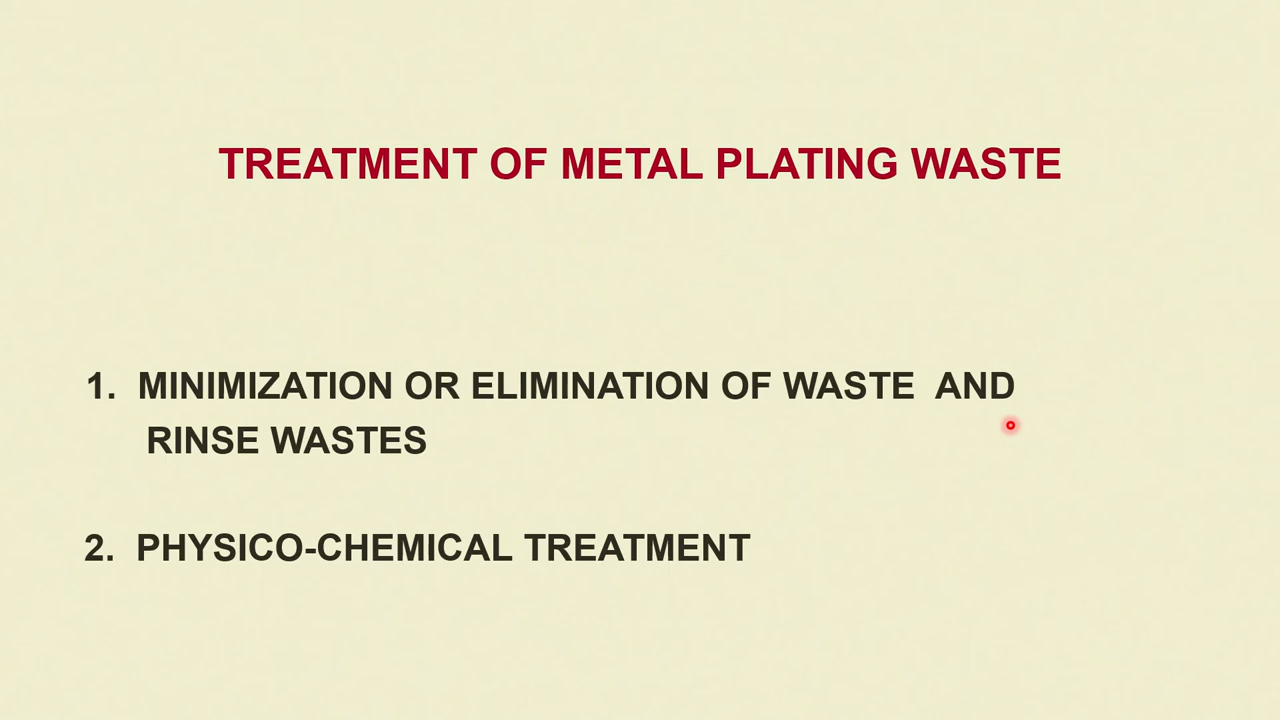 TREATMENT OF METAL PLATING WASTE
1. MINIMIZATION OR ELIMINATION OF WASTE AND
RINSE WASTES
2. PHYSICO-CHEMICAL TREATMENT